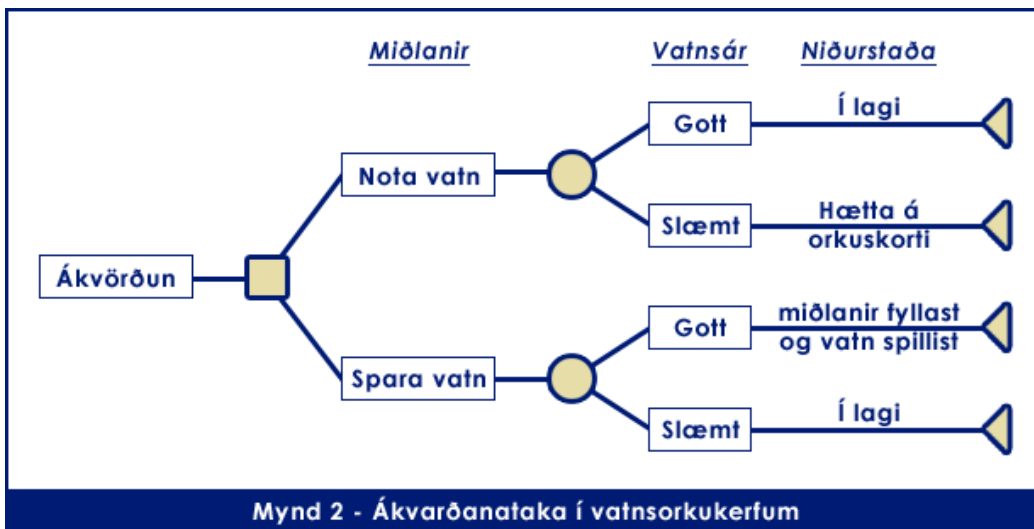 Miðlanir
Vatnsár
Niðurstaða
Gott
Í lagi
Nota vatn
Slæmt
Hætta á
orkuskorti
Ákvörðun
Gott
miðlanir fyllast
og vatn spillist
Spara vatn
Slæmt
Í lagi
Mynd 2 - Ákvarðanataka í vatnsorkukerfum